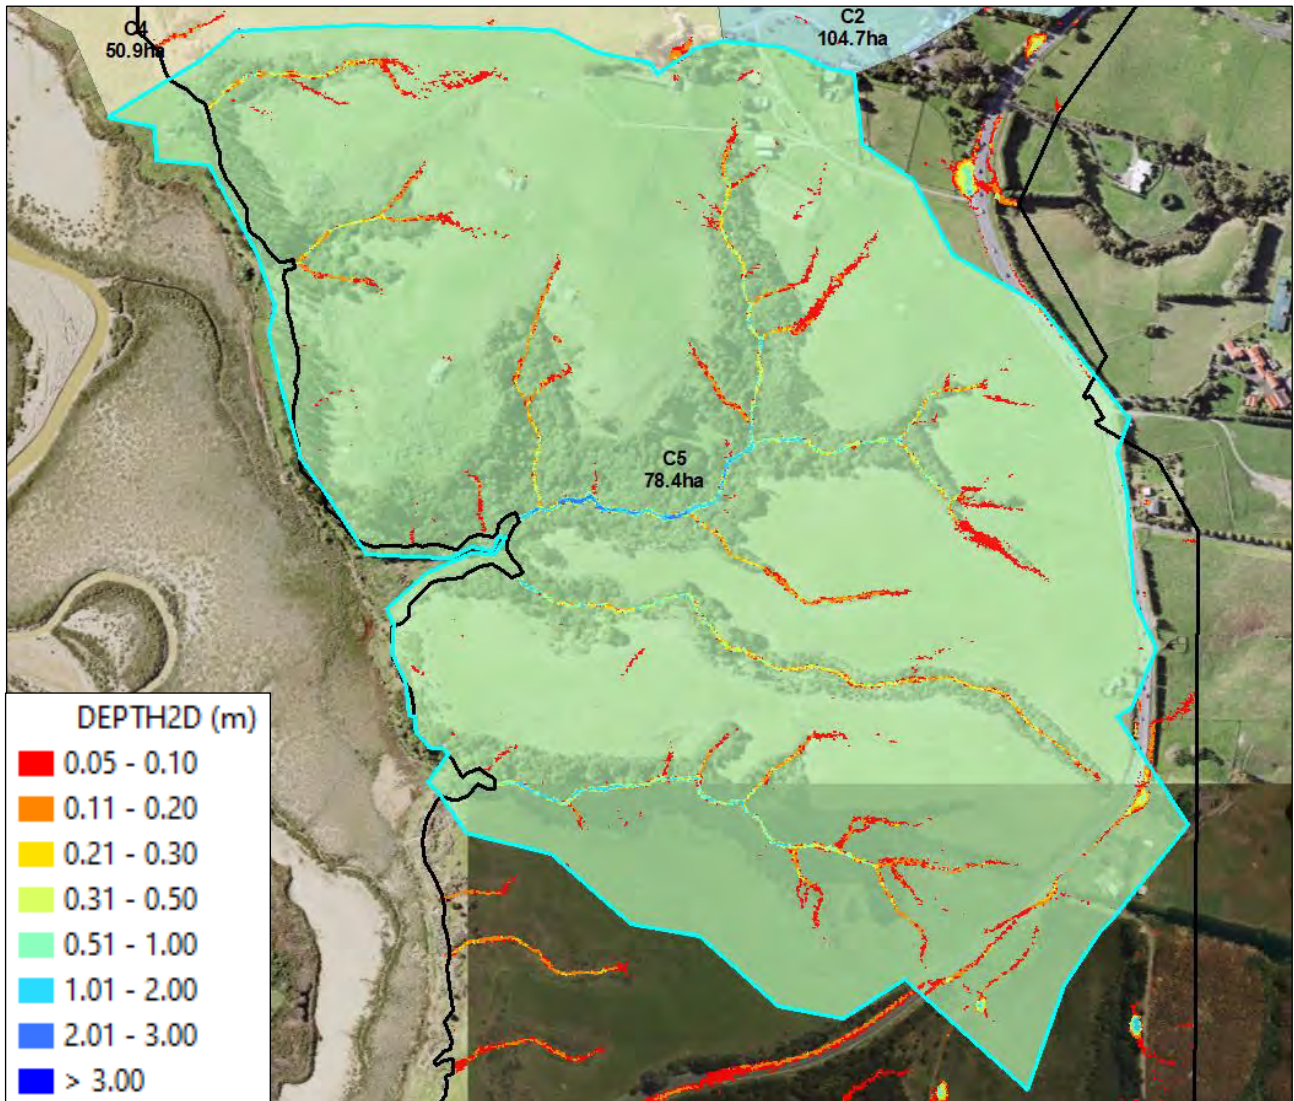 C4
50.9ha
C2
104.7ha
C5
78.4ha
DEPTH2D (m)
0.05 - 0.10
0.11 - 0.20
0.21 - 0.30
0.31 - 0.50
0.51 - 1.00
1.01 - 2.00
2.01 - 3.00
> 3.00